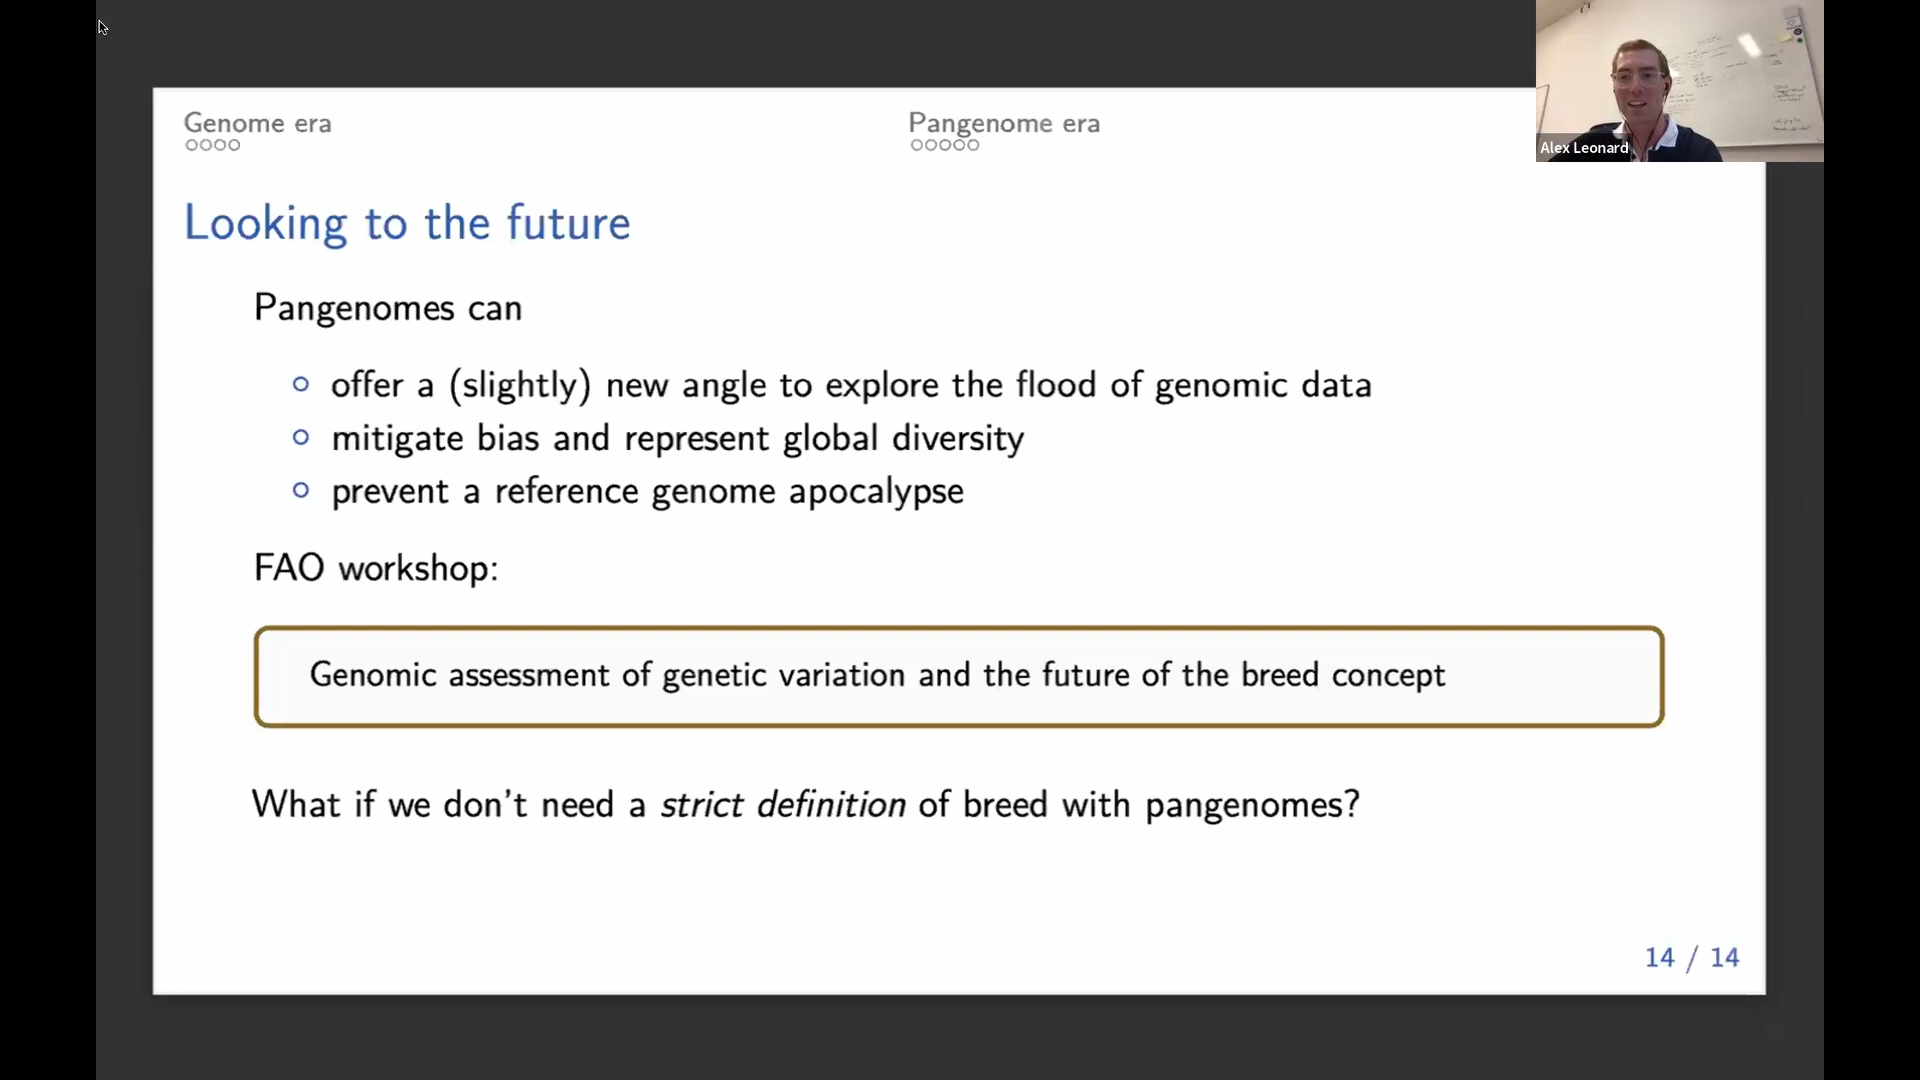 Genome era
Pangenome era
Alex Leonard
Looking to the future
Pangenomes can
offer a (slightly) new angle to explore the flood of genomic data
mitigate bias and represent global diversity
prevent a reference genome apocalypse
FAO workshop:
Genomic assessment of genetic variation and the future of the breed concept
What if we don't need a strict definition of breed with pangenomes?
14 / 14